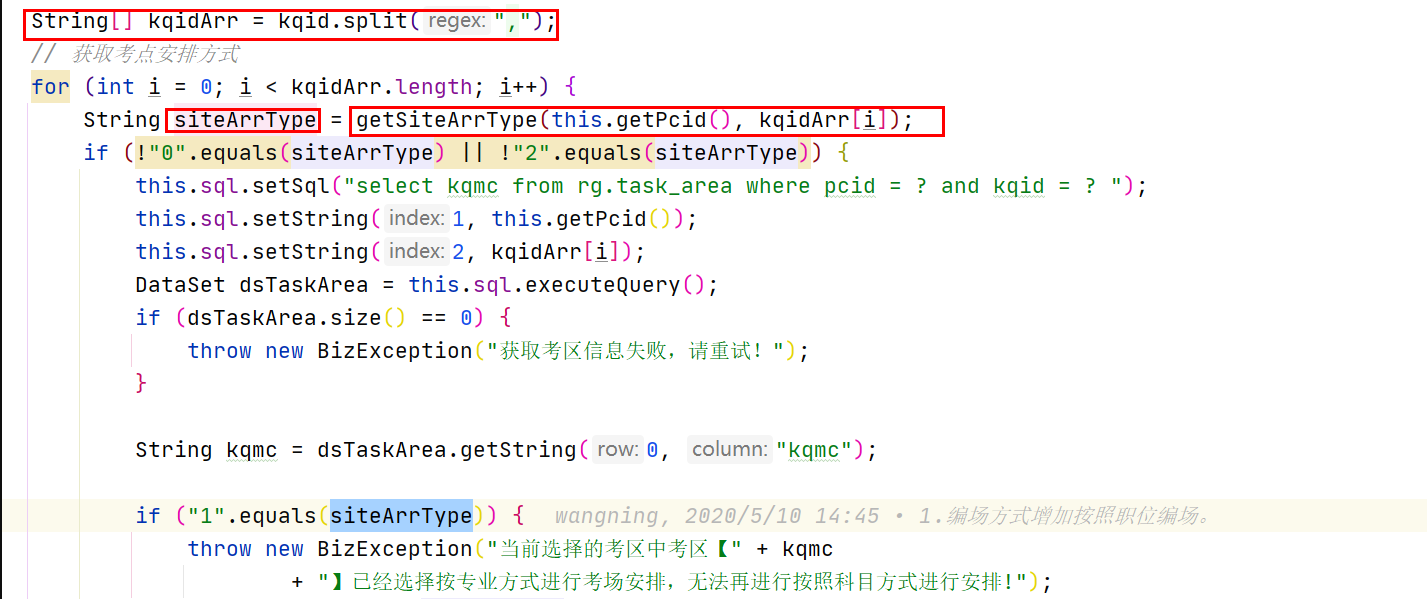 String[] kqidArr = kqid.split( regex: ",");
// 获取考点安排方式
for (int i = 0; i < kqidArr.length; i++) {
String siteArrType = getSiteArrType(this.getPcid(), kqidArr[i]);
if (!"0".equals(siteArrType) || !"2".equals(siteArrType)) {
this.sql.setSql("select kqmc from rg.task_area where pcid = ? and kqid = ? ");
this.sql.setString( index: 1, this.getPcid());
this.sql.setString( index: 2, kqidArr[i]);
DataSet dsTaskArea = this.sql.executeQuery();
if (dsTaskArea.size() == 0) {
throw new BizException("获取考区信息失败，请重试！");
}
String kqmc = dsTaskArea.getString( row: 0, column: "kqmc");
if ("1".equals(siteArrType)) { wangning, 2020/5/10 14:45 • 1.编场方式增加按照职位编场。
throw new BizException("当前选择的考区中考区【" + kqmc
+ "】已经选择按专业方式进行考场安排，无法再进行按照科目方式进行安排!");